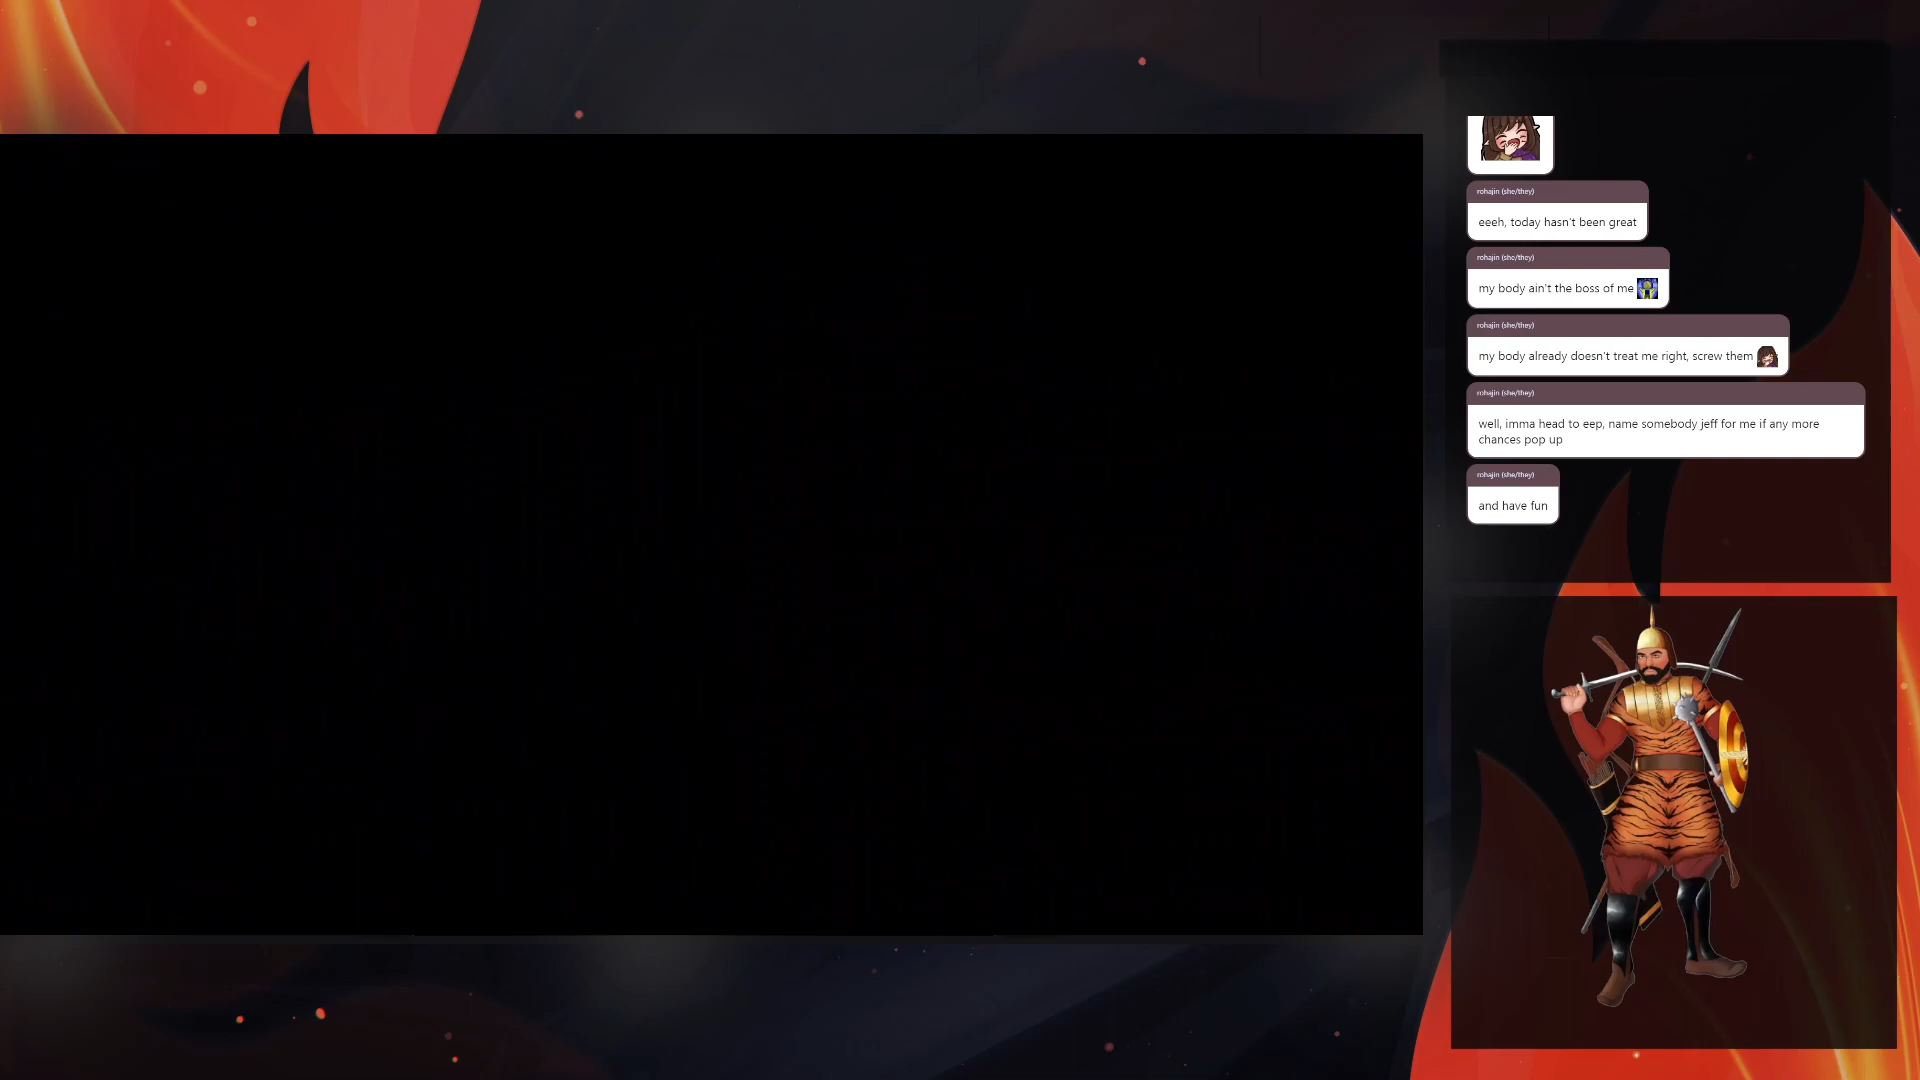 rohajin (she/they)
eeeh, today hasn't been great
rohajin (she/they)
my body ain't the boss of me
rohajin (she/they)
my body already doesn't treat me right, screw them
rohajin (she/they)
well, imma head to eep, name somebody jeff for me if any more
chances pop up
rohajin (she/they)
and have fun